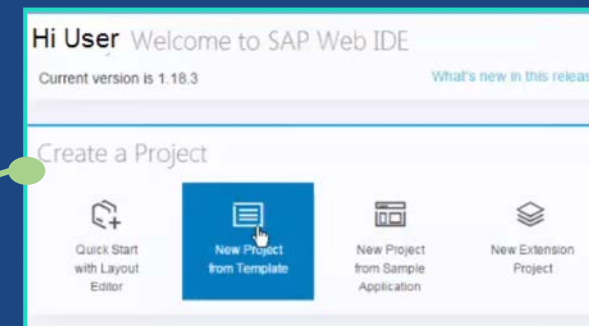 Hi User Welcome to SAP Web IDE
Current version is 1.18.3
What's new in this releas
Create a Project
Quick Start
with Layout
Editor
New Project
from Template
New Project
from Sample
Application
New Extension
Project